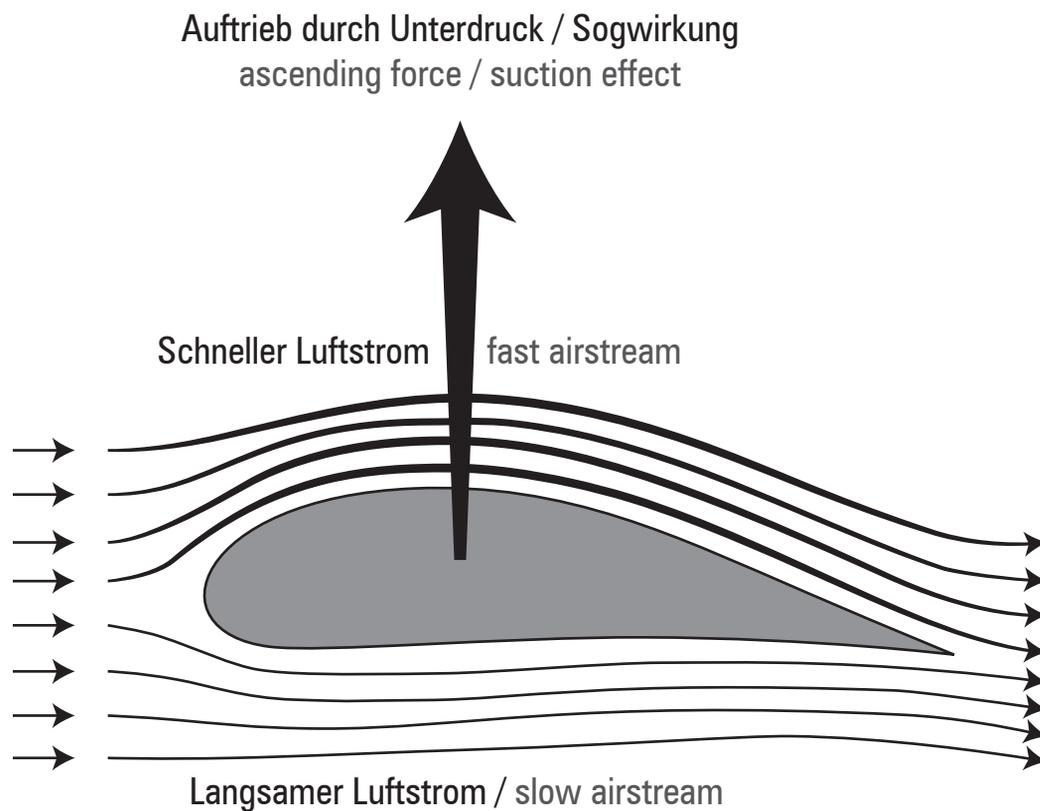 Auftrieb durch Unterdruck / Sogwirkung
ascending force / suction effect
Schneller Luftstrom fast airstream
Langsamer Luftstrom / slow airstream